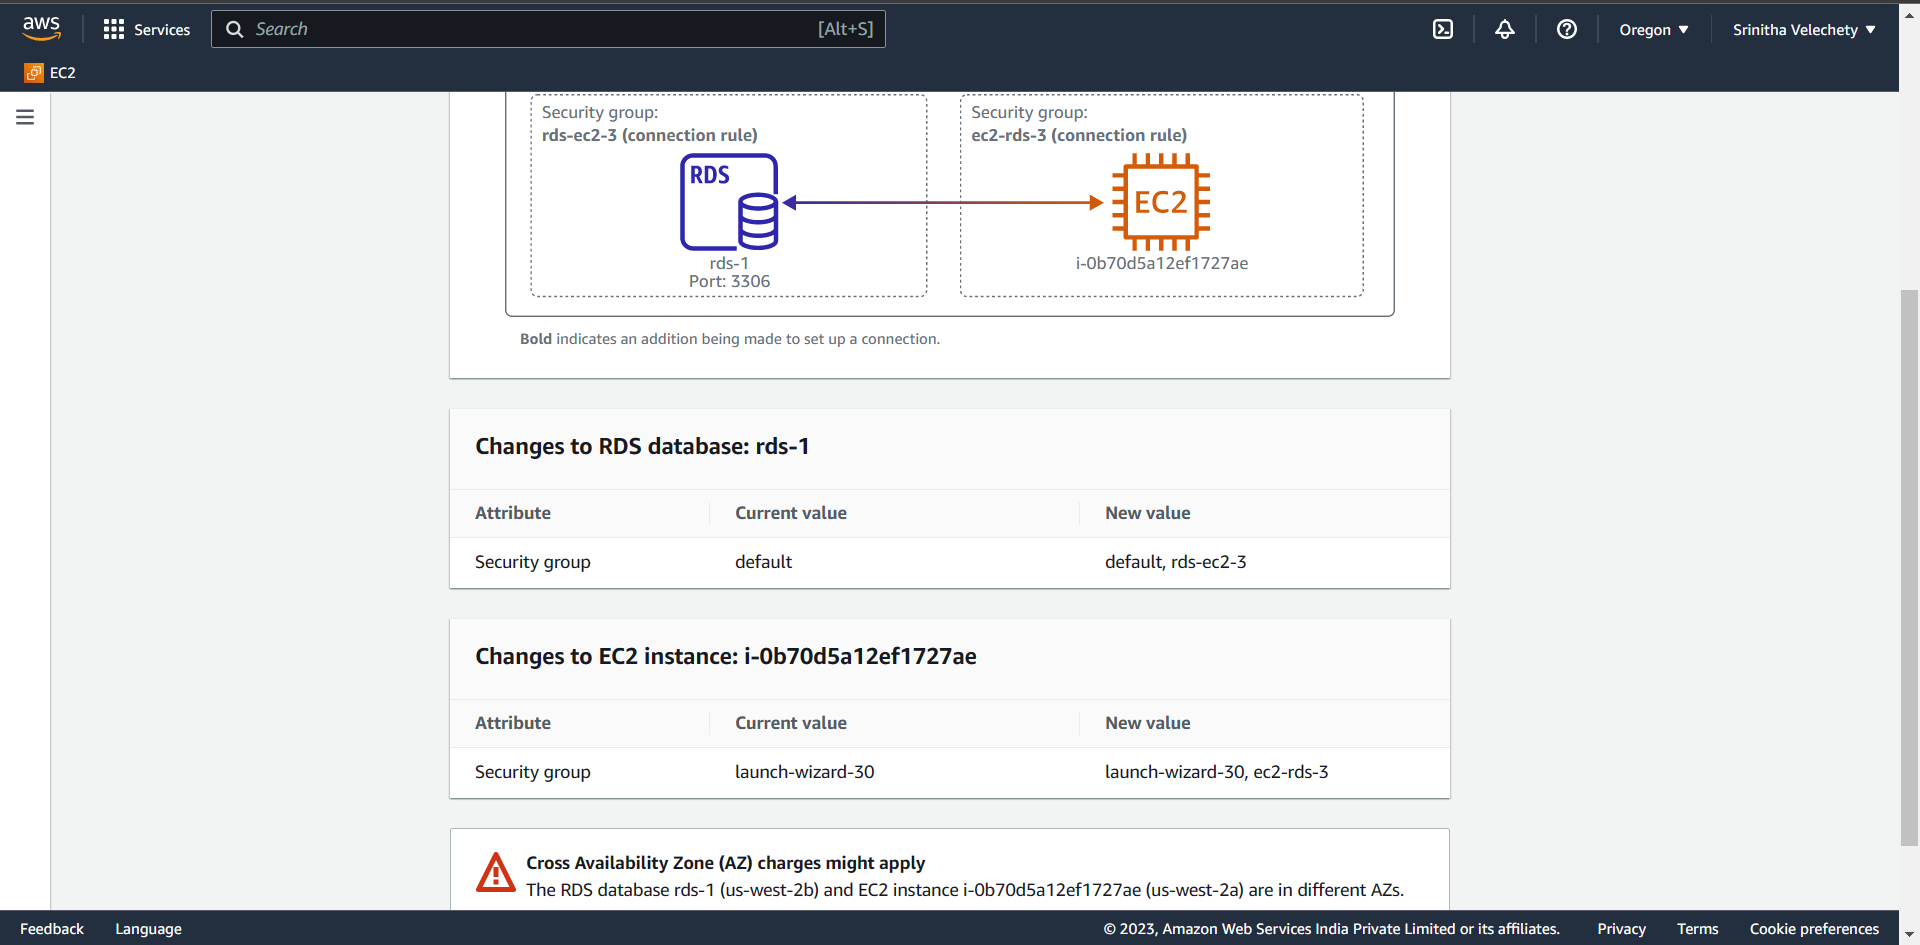 aws
Services
Search
[Alt+S]
Oregon
Srinitha Velechety
EC2
Security group:
rds-ec2-3 (connection rule)
RDS
rds-1
Port: 3306
Security group:
ec2-rds-3 (connection rule)
EC2
i-0b70d5a12ef1727ae
Bold indicates an addition being made to set up a connection.
Changes to RDS database: rds-1
Attribute Current value New value
Security group default default, rds-ec2-3
Changes to EC2 instance: i-0b70d5a12ef1727ae
Attribute Current value New value
Security group launch-wizard-30 launch-wizard-30, ec2-rds-3
Cross Availability Zone (AZ) charges might apply
The RDS database rds-1 (us-west-2b) and EC2 instance i-0b70d5a12ef1727ae (us-west-2a) are in different AZs.
Feedback Language © 2023, Amazon Web Services India Private Limited or its affiliates. Privacy Terms Cookie preferences